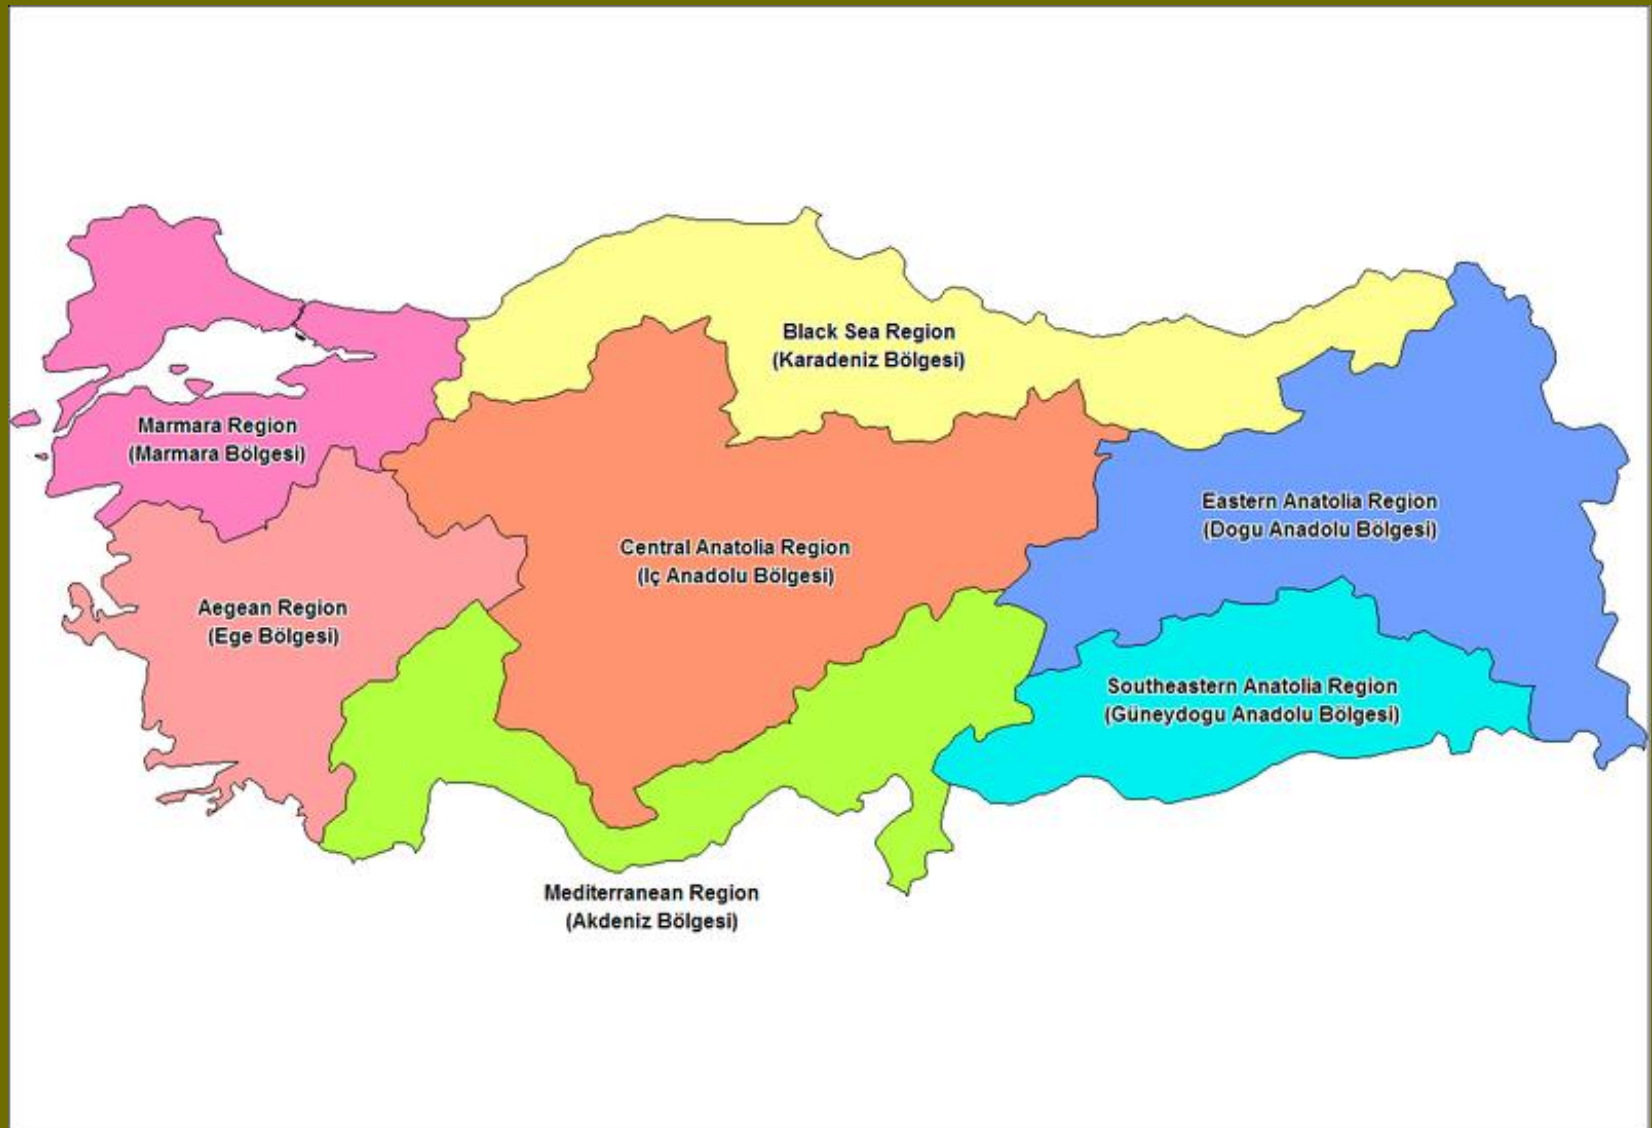 Black Sea Region
(Karadeniz Bölgesi)
Marmara Region
(Marmara Bölgesi)
Eastern Anatolia Region
(Dogu Anadolu Bölgesi)
Central Anatolia Region
(Iç Anadolu Bölgesi)
Aegean Region
(Ege Bölgesi)
Southeastern Anatolia Region
(Güneydogu Anadolu Bölgesi)
Mediterranean Region
(Akdeniz Bölgesi)